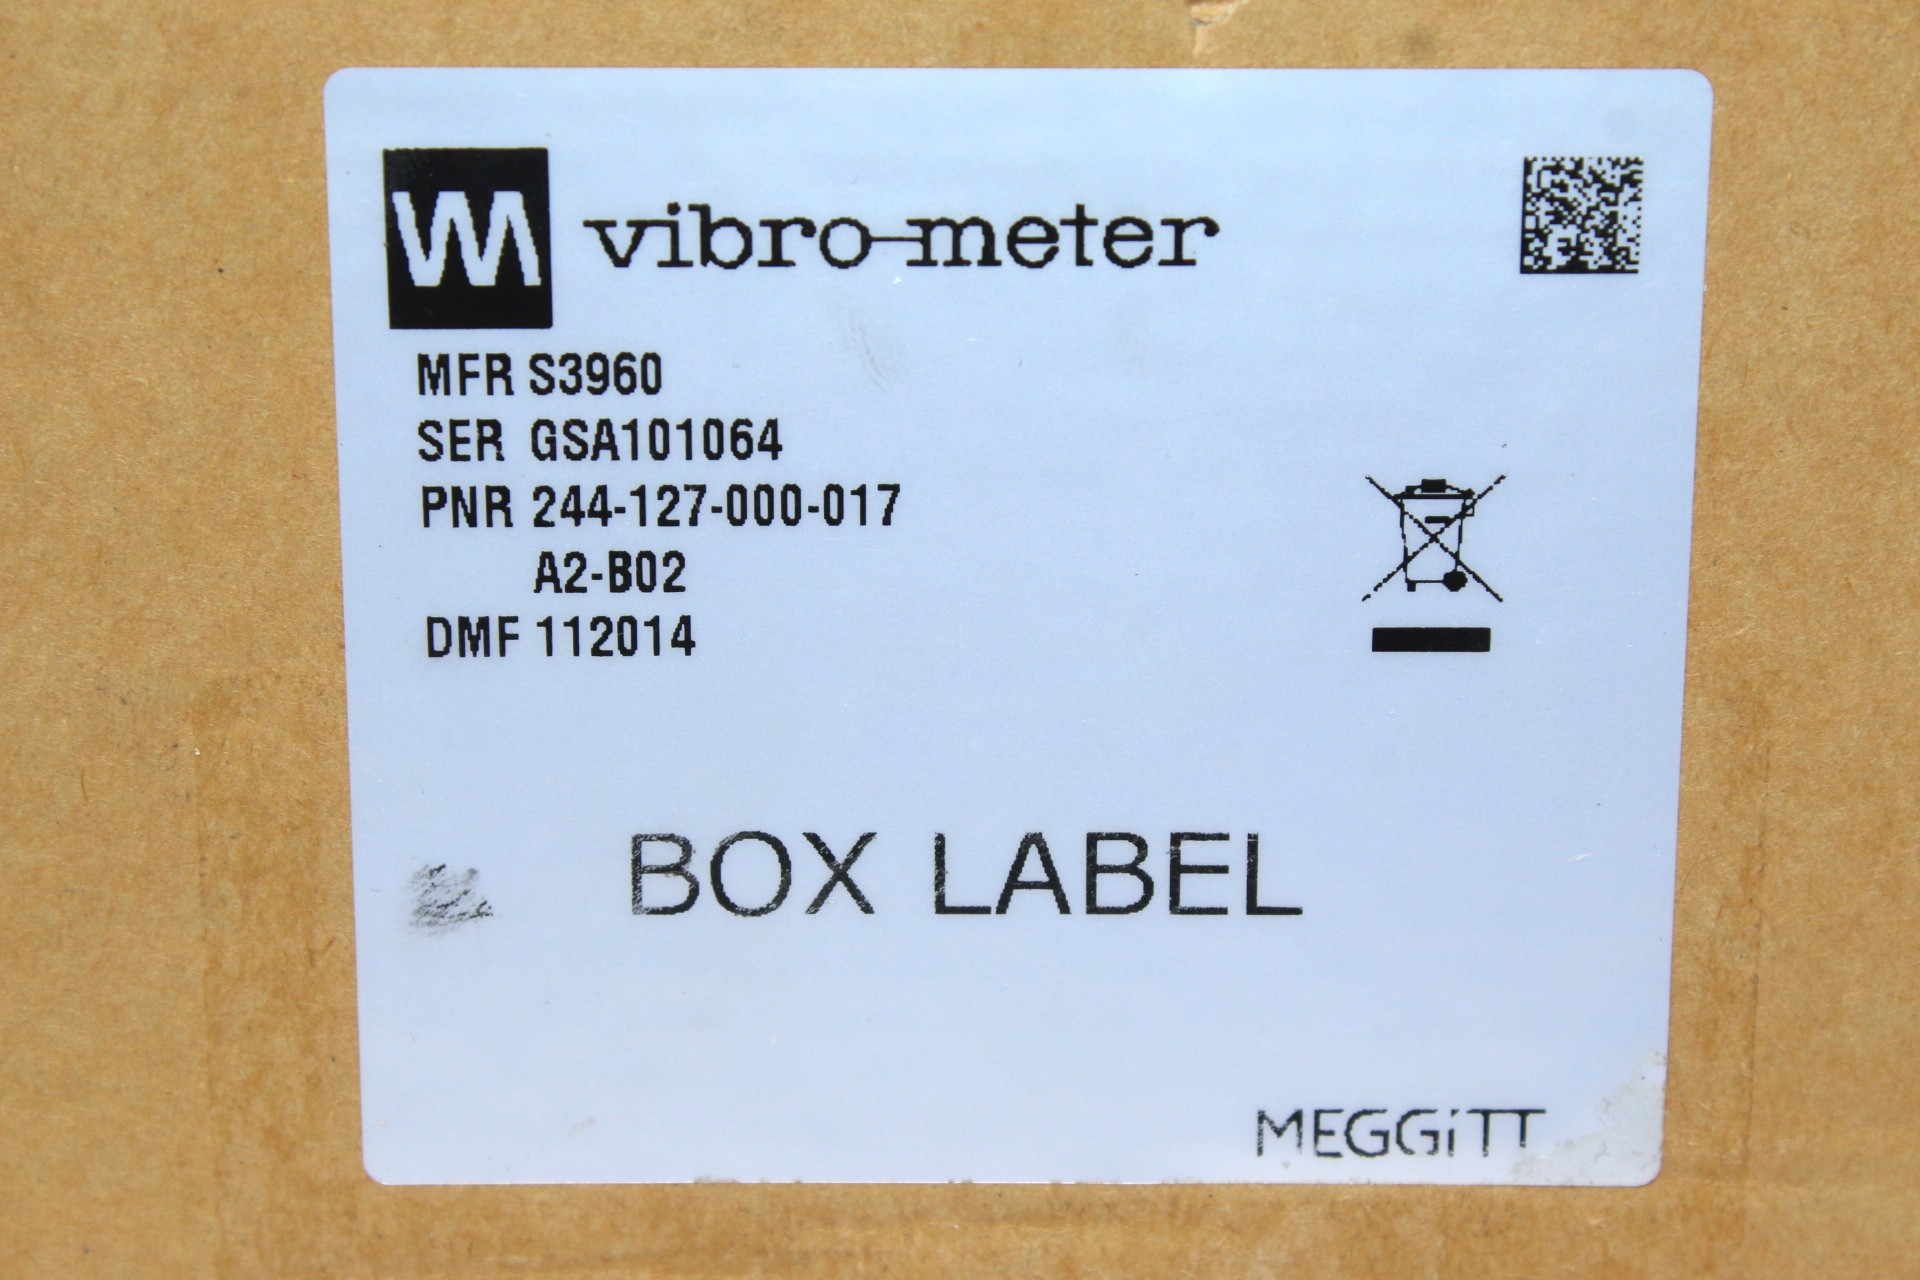 vibro-meter
MFR S3960
SER GSA101064
PNR 244-127-000-017
A2-B02
DMF 112014
BOX LABEL
MEGGiTT